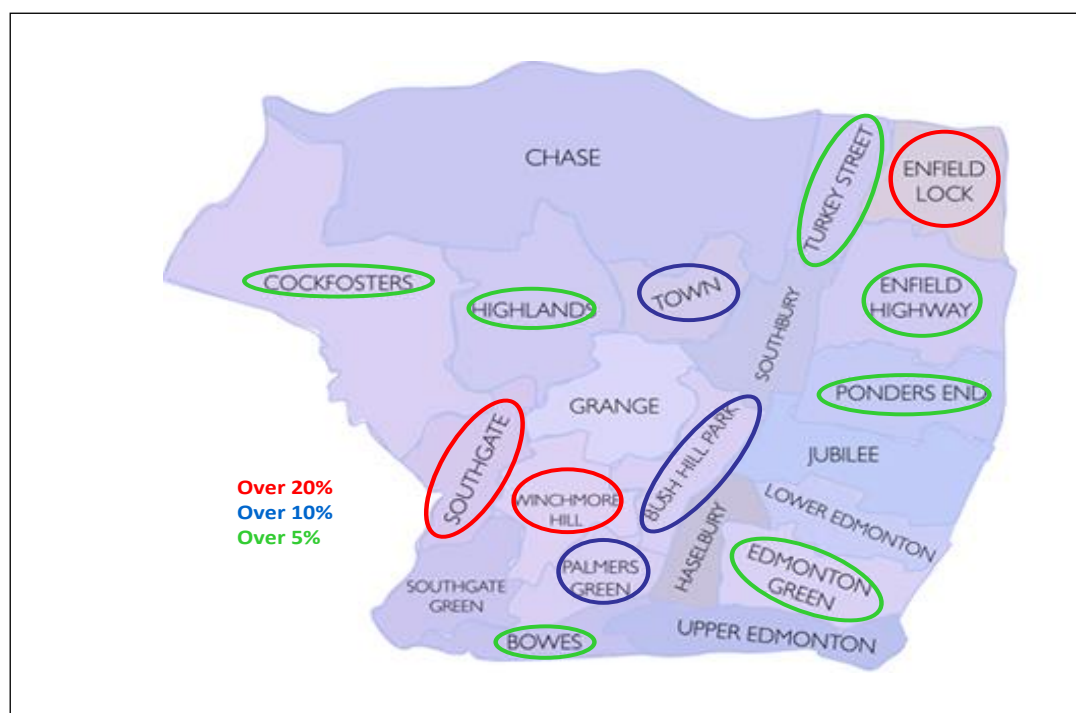 CHASE
TURKEY STREET
ENFIELD
LOCK
COCKFOSTERS
HIGHLANDS
TOWN
SOUTHBURY
ENFIELD
HIGHWAY
PONDERS END
GRANGE
BUSH HILL PARK
JUBILEE
SOUTHGATE
WINCHMORE
HILL
LOWER EDMONTON
Over 20%
Over 10%
Over 5%
PALMERS
GREEN
HASELBURY
EDMONTON
GREEN
SOUTHGATE
GREEN
BOWES
UPPER EDMONTON